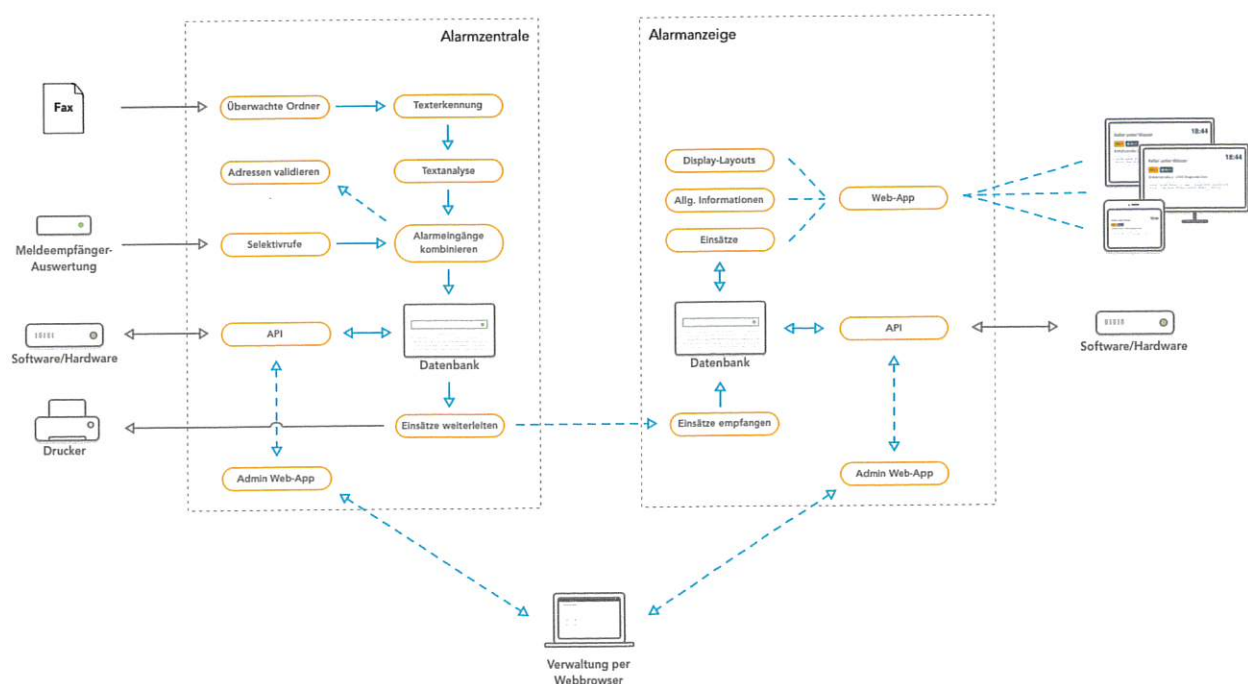 Alarmzentrale
Fax
Überwachte Ordner
Texterkennung
Adressen validieren
Textanalyse
Meldeempfänger-
Auswertung
Selektivrufe
Alarmeingänge
kombinieren
Software/Hardware
API
Datenbank
Drucker
Einsätze weiterleiten
Admin Web-App
Alarmanzeige
Display-Layouts
Allg. Informationen
Einsätze
Web-App
18:44
18:44
Datenbank
API
Software/Hardware
Einsätze empfangen
Admin Web-App
Verwaltung per
Webbrowser